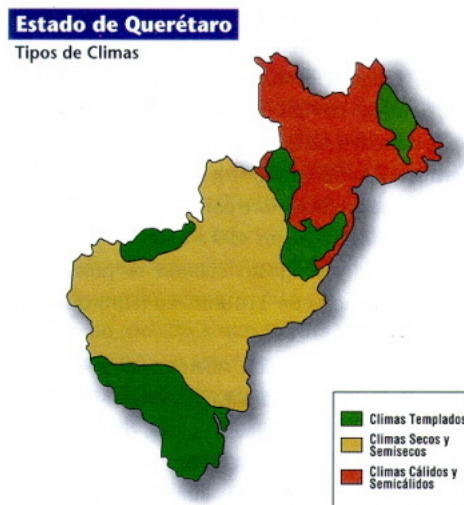 Estado de Querétaro
Tipos de Climas
Climas Templados
Climas Secos y
Semisecos
Climas Cálidos y
Semicálidos